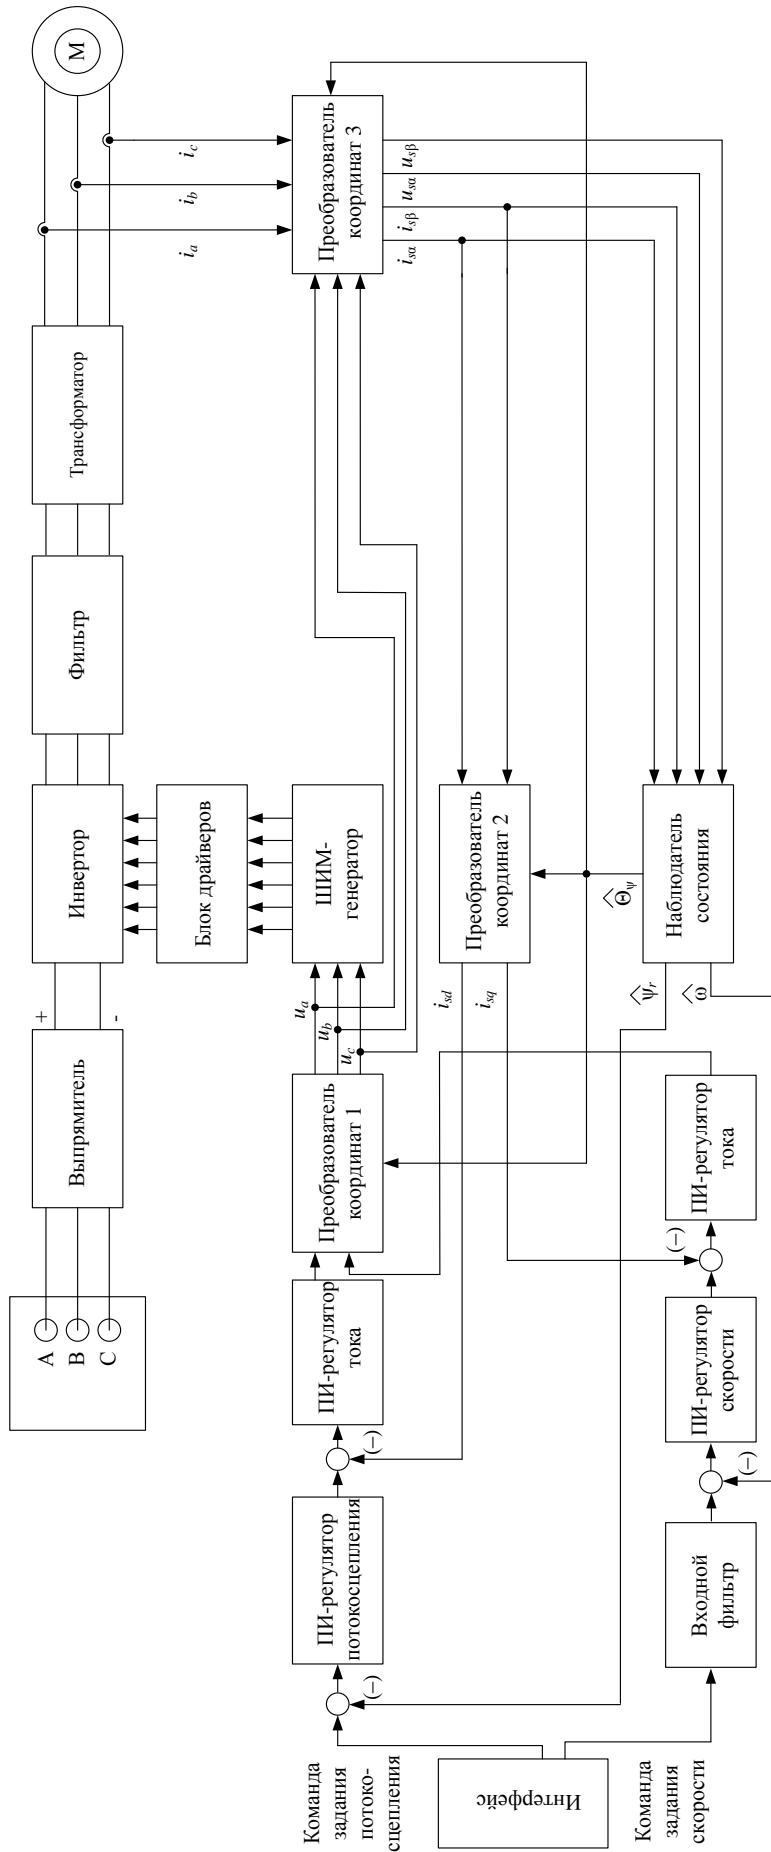 A
B
C
Выпрямитель
+
-
Инвертор
Фильтр
Трансформатор
M
Блок драйверов
i_a
i_b
i_c
ПИ-регулятор
потокосцепления
(–)
ПИ-регулятор
тока
(–)
Преобразователь
координат 1
u_a
u_b
u_c
ШИМ-
генератор
Преобразователь
координат 3
i_sα
i_sβ
u_sα
u_sβ
Команда
задания
потоко-
сцепления
i_sd
i_sq
Преобразователь
координат 2
Интерфейс
Θ̂_ψ
ψ̂_r
ω̂
Наблюдатель
состояния
Команда
задания
скорости
Входной
фильтр
(–)
ПИ-регулятор
скорости
(–)
ПИ-регулятор
тока